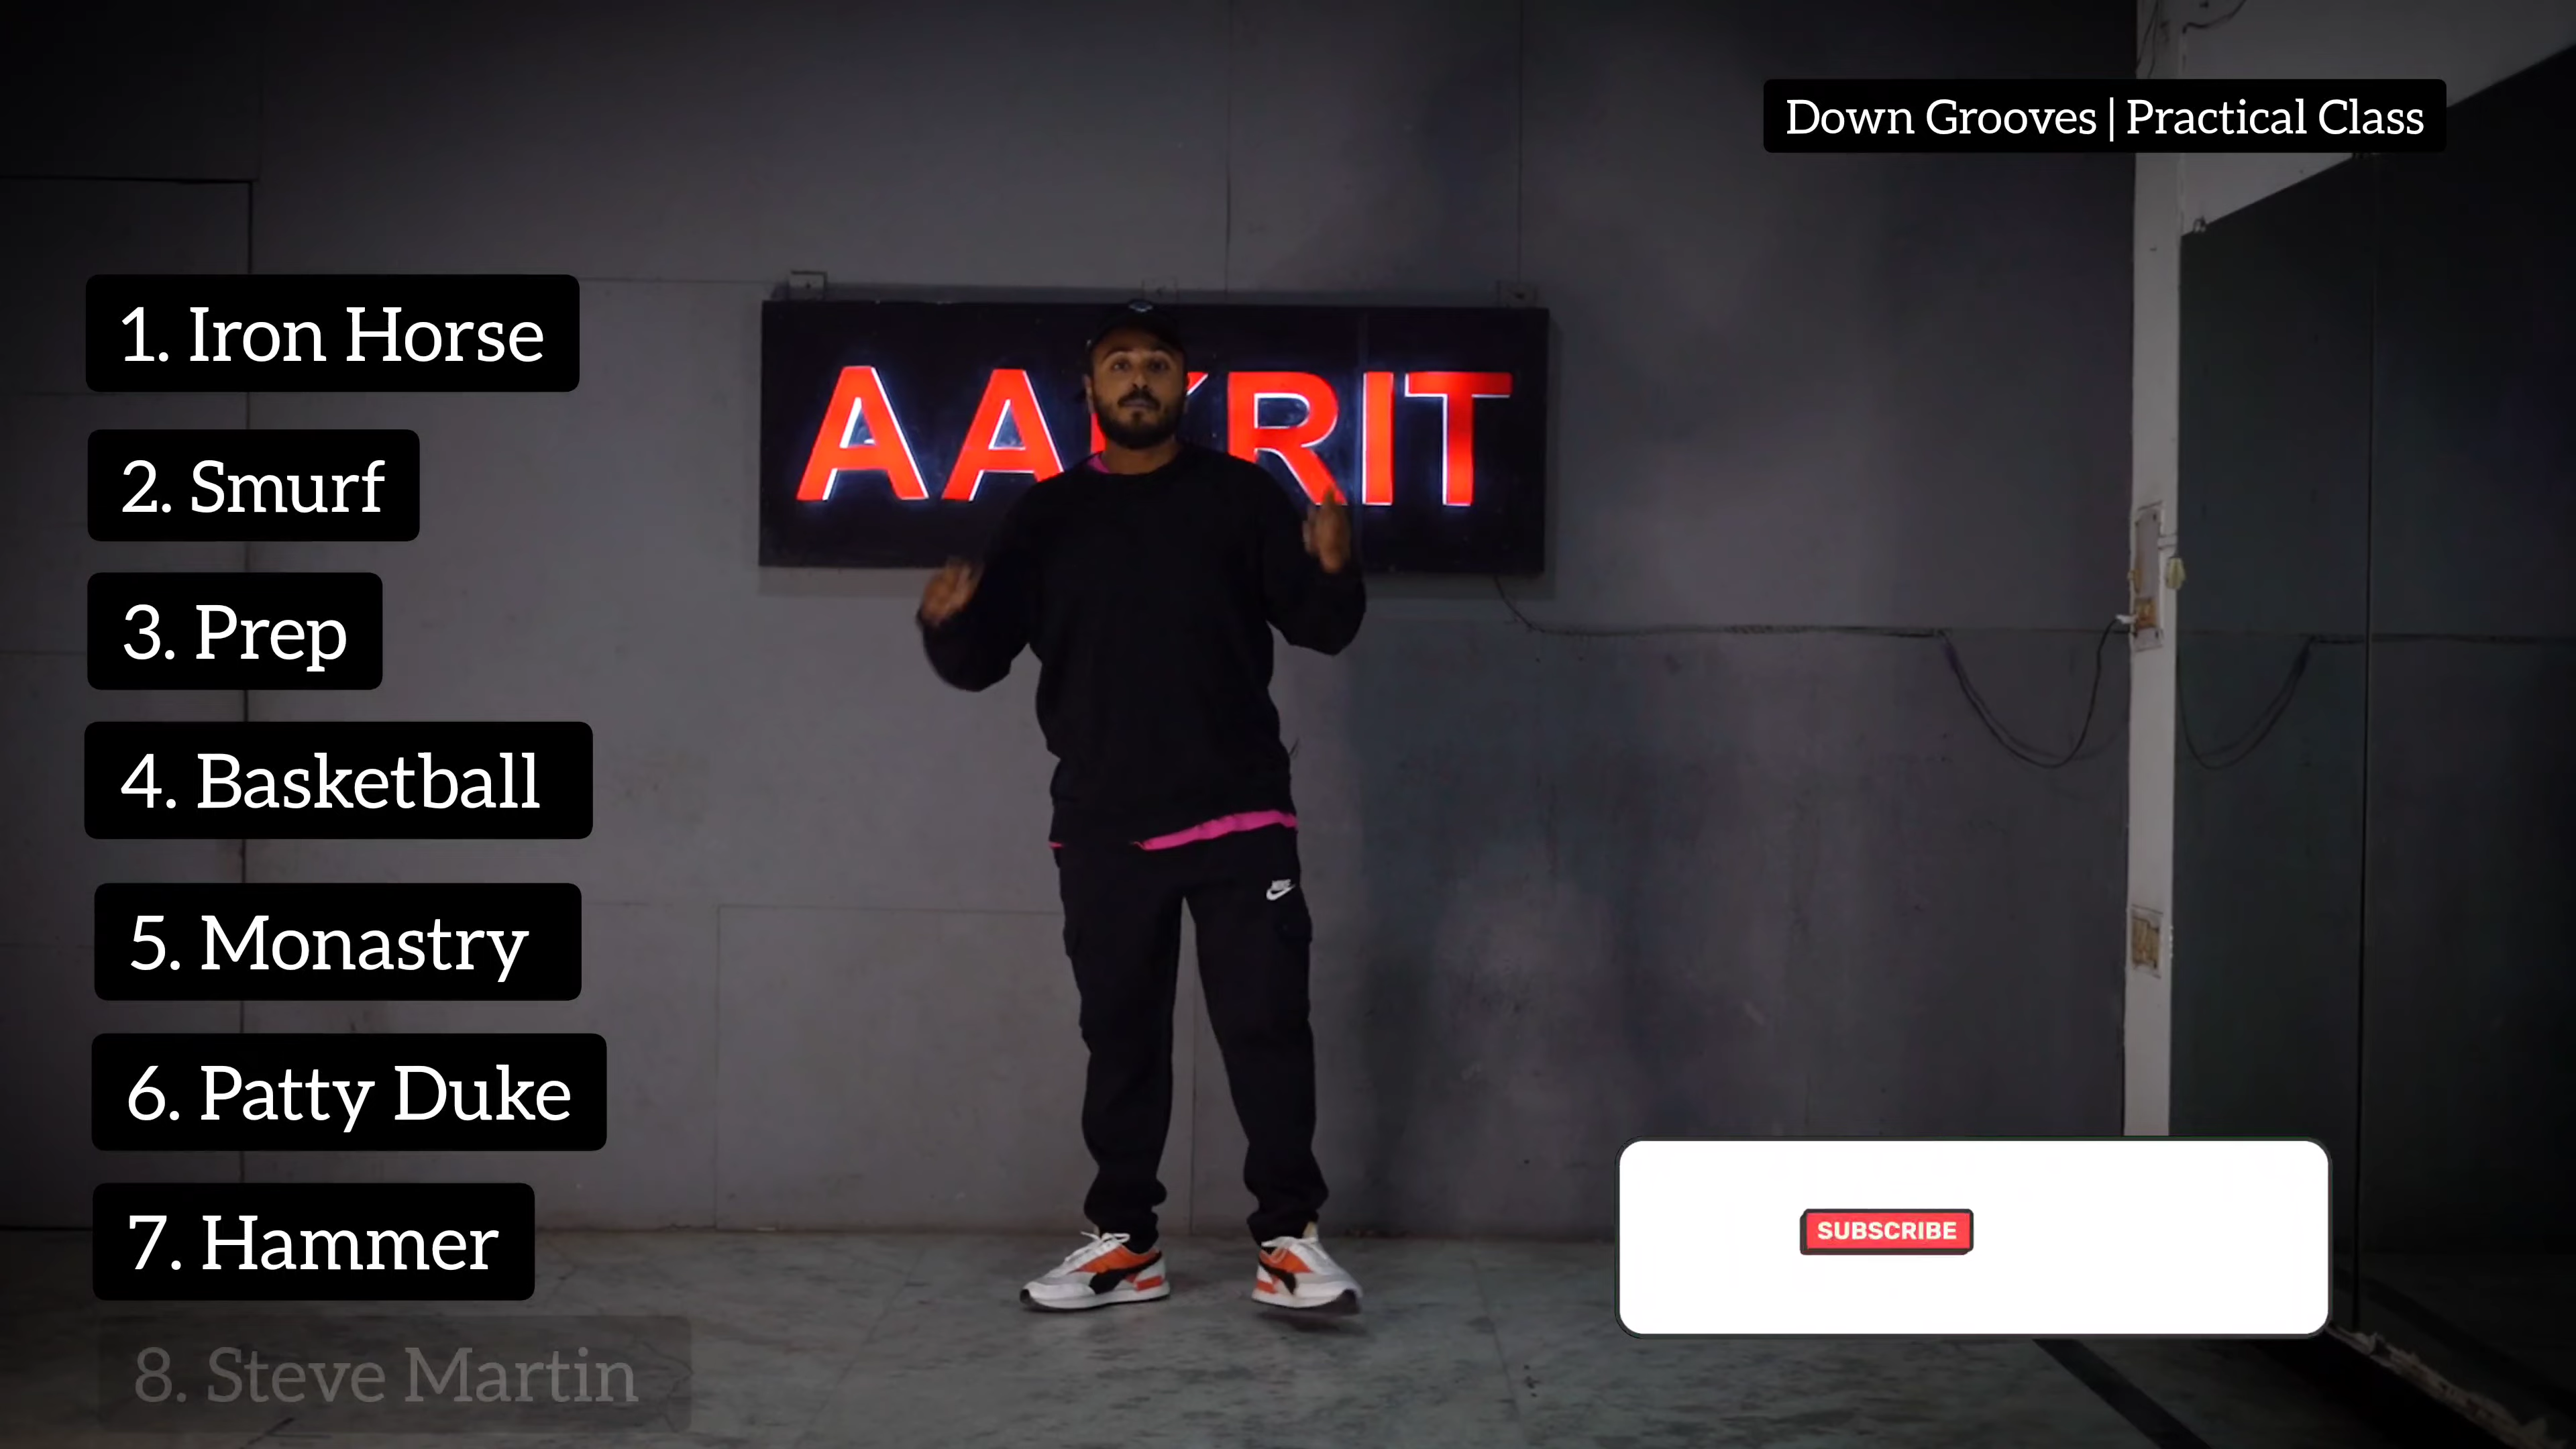 Down Grooves | Practical Class
1. Iron Horse
AAKRIT
2. Smurf
3. Prep
4. Basketball
5. Monastry
6. Patty Duke
7. Hammer
SUBSCRIBE
8. Steve Martin